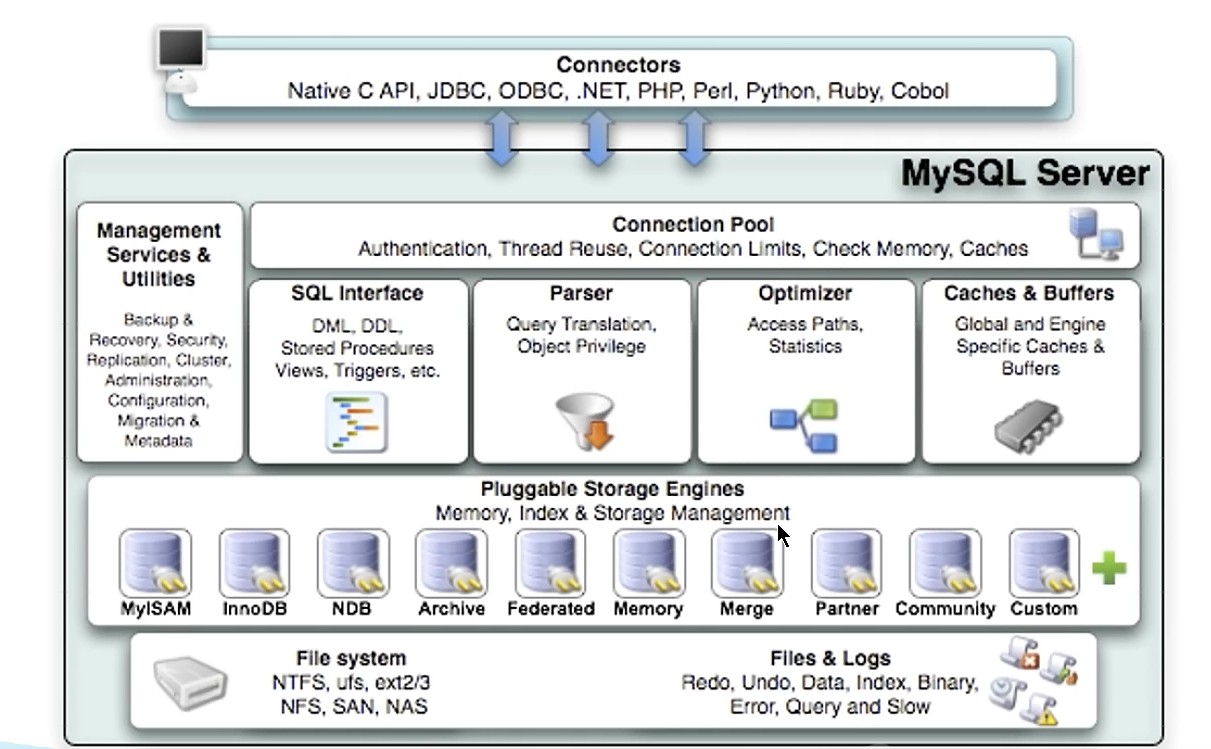 Connectors
Native C API, JDBC, ODBC, .NET, PHP, Perl, Python, Ruby, Cobol
MySQL Server
Management
Services &
Utilities
Backup &
Recovery, Security,
Replication, Cluster,
Administration,
Configuration,
Migration &
Metadata
Connection Pool
Authentication, Thread Reuse, Connection Limits, Check Memory, Caches
SQL Interface
DML, DDL,
Stored Procedures
Views, Triggers, etc.
Parser
Query Translation,
Object Privilege
Optimizer
Access Paths,
Statistics
Caches & Buffers
Global and Engine
Specific Caches &
Buffers
Pluggable Storage Engines
Memory, Index & Storage Management
MyISAM
InnoDB
NDB
Archive
Federated
Memory
Merge
Partner
Community
Custom
File system
NTFS, ufs, ext2/3
NFS, SAN, NAS
Files & Logs
Redo, Undo, Data, Index, Binary,
Error, Query and Slow